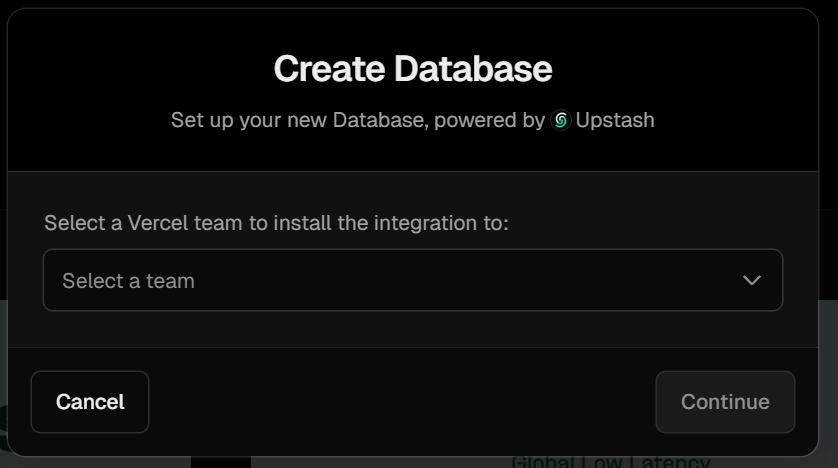 Create Database
Set up your new Database, powered by Upstash
Select a Vercel team to install the integration to:
Select a team
Cancel
Continue
Global Low Latency